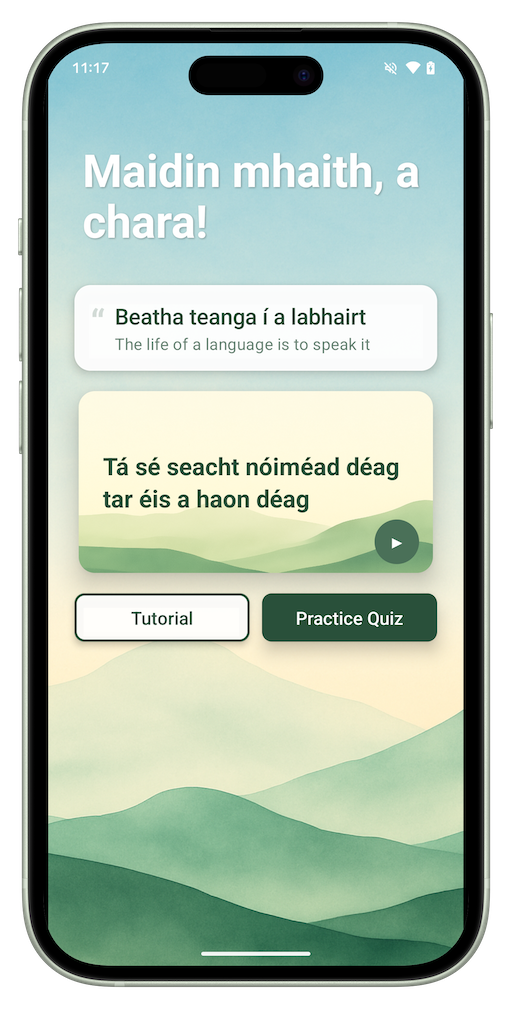 11:17
Maidin mhaith, a
chara!
“ Beatha teanga í a labhairt
The life of a language is to speak it
Tá sé seacht nóiméad déag
tar éis a haon déag
Tutorial
Practice Quiz